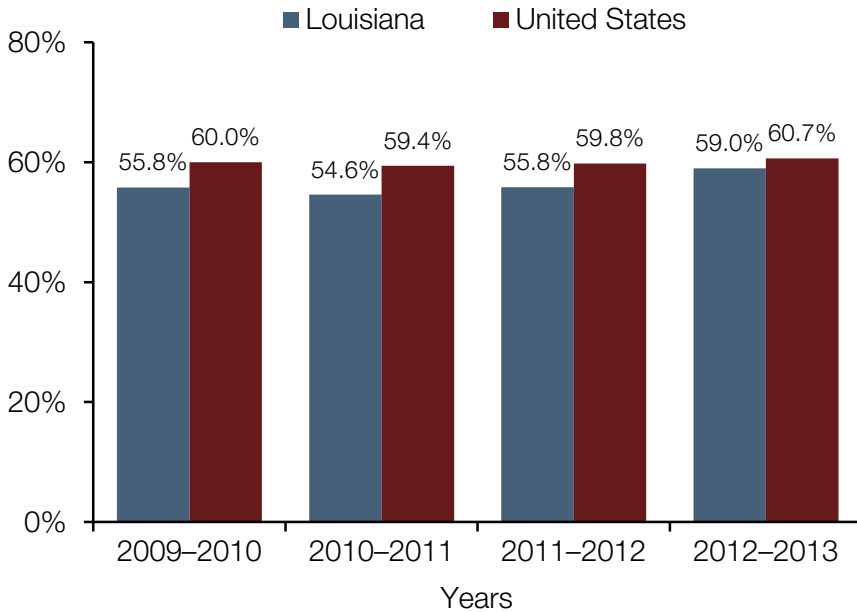 Louisiana United States
80%
60.0% 59.4% 59.8% 59.0% 60.7%
60% 55.8% 54.6% 55.8%
40%
20%
0%
2009–2010 2010–2011 2011–2012 2012–2013
Years